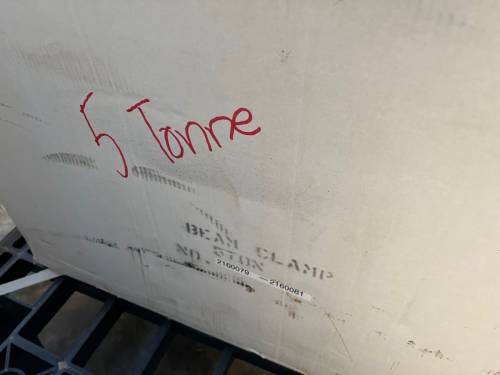 5 Tonne
BEAM CLAMP
5TON
NO. 2160079 — 2160081